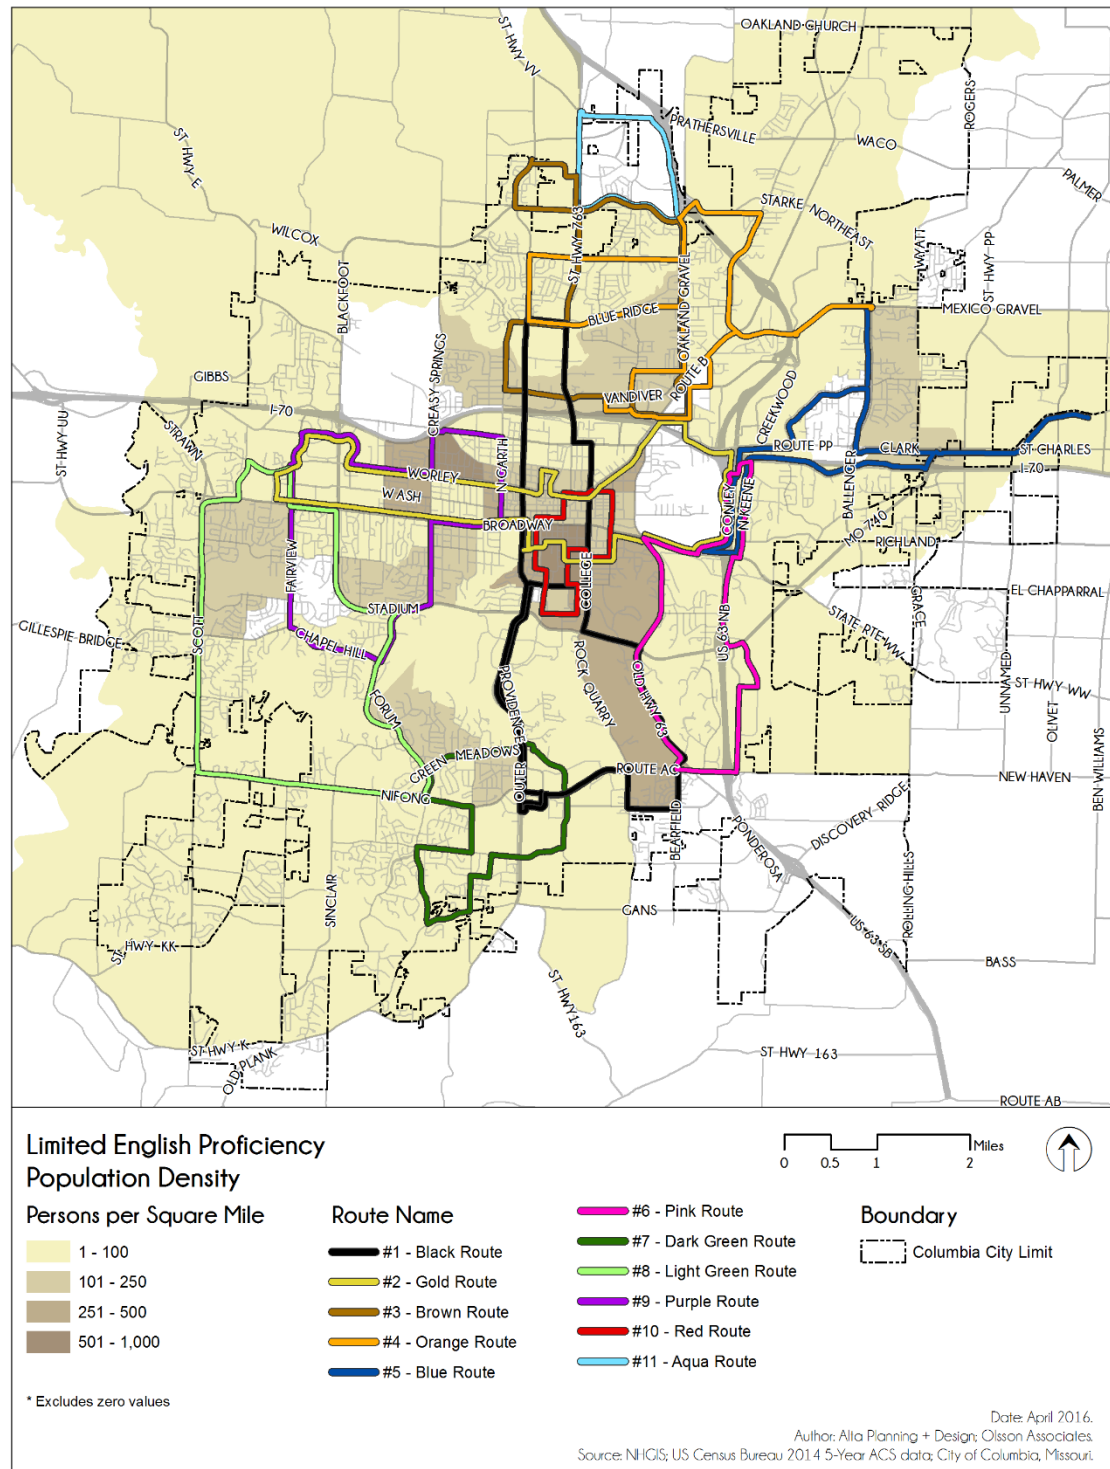 OAKLAND CHURCH
ST HWY VV
ROGERS
PRATHERSVILLE
WACO
ST HWY E
PALMER
STARKE NORTHEAST
WILCOX
ST HWY 763
WYATT
ST HWY PP
BLACKFOOT
OAKLAND GRAVEL
MEXICO GRAVEL
BLUE RIDGE
CREASY SPRINGS
GIBBS
ROUTE B
CREEKWOOD
VANDIVER
I-70
ST HWY UU
STRAWN
ROUTE PP
CLARK
ST CHARLES
I-70
WORLEY
N GARTH
W ASH
CONLEY
N KEENE
BALLENGER
BROADWAY
MO 740
RICHLAND
FAIRVIEW
COLLEGE
EL CHAPPARRAL
STADIUM
GRACE
GILLESPIE BRIDGE
SCOTT
CHAPEL HILL
US 63 NB
STATE RTE WW
ROCK QUARRY
OLD HWY 63
PROVIDENCE
ST HWY WW
UNNAMED
OLIVET
FORUM
BEN WILLIAMS
GREEN MEADOWS
OUTER
ROUTE AC
NEW HAVEN
NIFONG
DISCOVERY RIDGE
BEARFIELD
PONDEROSA
SINCLAIR
GANS
ROLLING HILLS
US 63 SB
ST HWY KK
BASS
ST HWY 163
ST HWY K
OLD PLANK
ST HWY 163
ROUTE AB
Limited English Proficiency
Population Density
0 0.5 1 2 Miles
Persons per Square Mile
1 - 100
101 - 250
251 - 500
501 - 1,000
* Excludes zero values
Route Name
#1 - Black Route
#2 - Gold Route
#3 - Brown Route
#4 - Orange Route
#5 - Blue Route
#6 - Pink Route
#7 - Dark Green Route
#8 - Light Green Route
#9 - Purple Route
#10 - Red Route
#11 - Aqua Route
Boundary
Columbia City Limit
Date: April 2016.
Author: Alta Planning + Design; Olsson Associates.
Source: NHGIS; US Census Bureau 2014 5-Year ACS data; City of Columbia, Missouri.